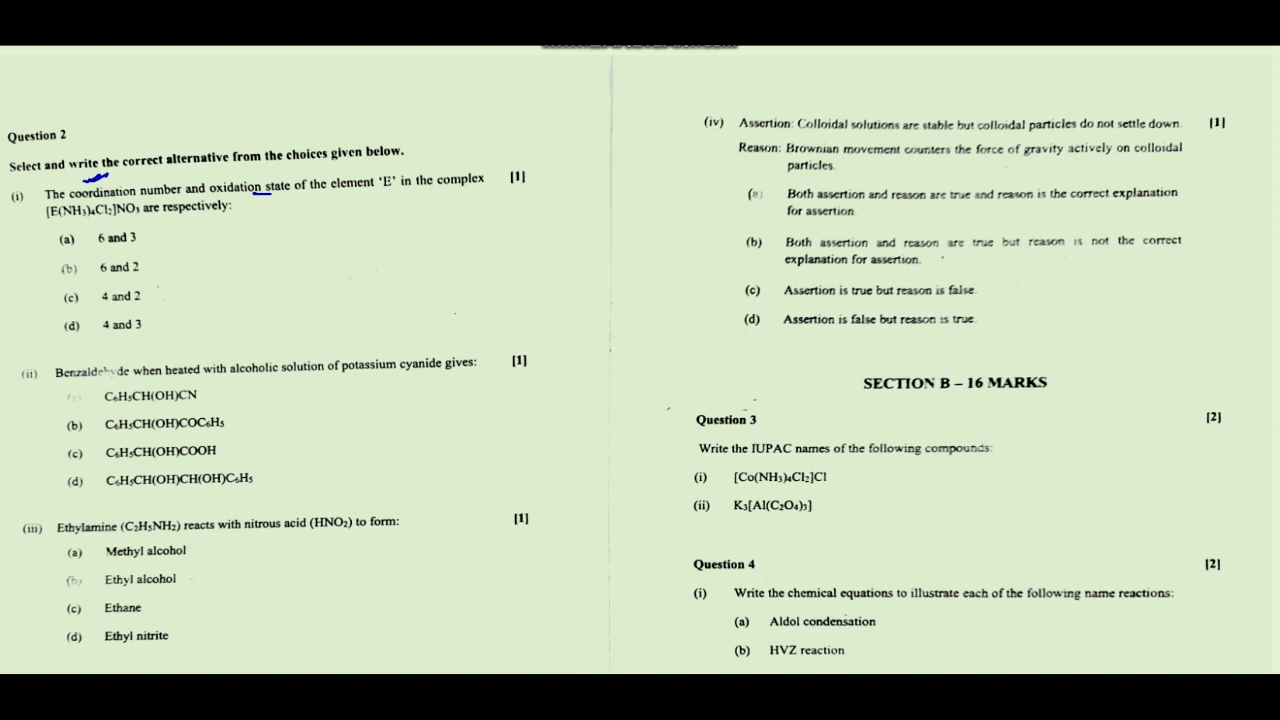 Question 2
Select and write the correct alternative from the choices given below.
(i) The coordination number and oxidation state of the element 'E' in the complex [1]
[E(NH₃)₄Cl₂]NO₃ are respectively:
(a) 6 and 3
(b) 6 and 2
(c) 4 and 2
(d) 4 and 3
(ii) Benzaldehyde when heated with alcoholic solution of potassium cyanide gives: [1]
(a) C₆H₅CH(OH)CN
(b) C₆H₅CH(OH)COC₆H₅
(c) C₆H₅CH(OH)COOH
(d) C₆H₅CH(OH)CH(OH)C₆H₅
(iii) Ethylamine (C₂H₅NH₂) reacts with nitrous acid (HNO₂) to form: [1]
(a) Methyl alcohol
(b) Ethyl alcohol
(c) Ethane
(d) Ethyl nitrite
(iv) Assertion: Colloidal solutions are stable but colloidal particles do not settle down. [1]
Reason: Brownian movement counters the force of gravity actively on colloidal
particles.
(a) Both assertion and reason are true and reason is the correct explanation
for assertion.
(b) Both assertion and reason are true but reason is not the correct
explanation for assertion.
(c) Assertion is true but reason is false.
(d) Assertion is false but reason is true.
SECTION B – 16 MARKS
Question 3 [2]
Write the IUPAC names of the following compounds:
(i) [Co(NH₃)₄Cl₂]Cl
(ii) K₃[Al(C₂O₄)₃]
Question 4 [2]
(i) Write the chemical equations to illustrate each of the following name reactions:
(a) Aldol condensation
(b) HVZ reaction